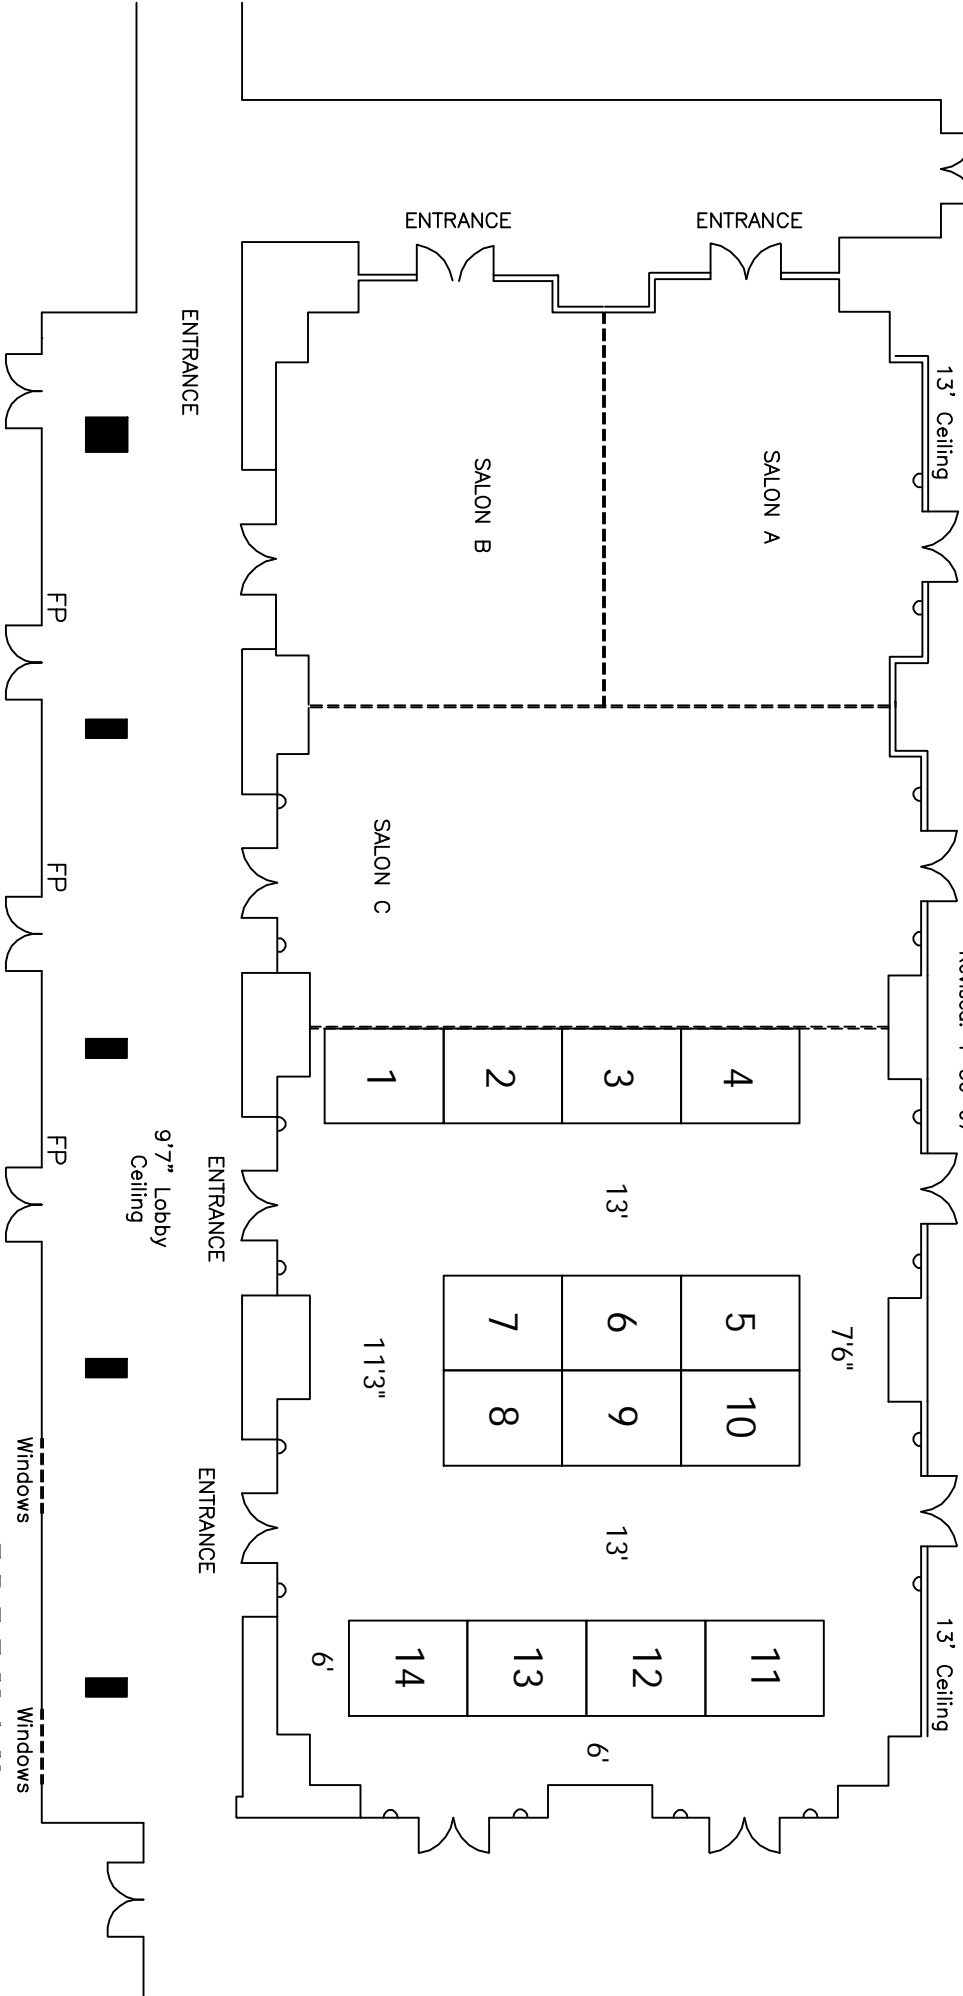 ENTRANCE
ENTRANCE
ENTRANCE
13' Ceiling
SALON A
SALON B
FP
SALON C
FP
1
2
3
4
13'
FP
9'7" Lobby
Ceiling
ENTRANCE
7
6
5
7'6"
11'3"
8
9
10
Windows
ENTRANCE
13'
13' Ceiling
6'
14
13
12
11
6'
Windows